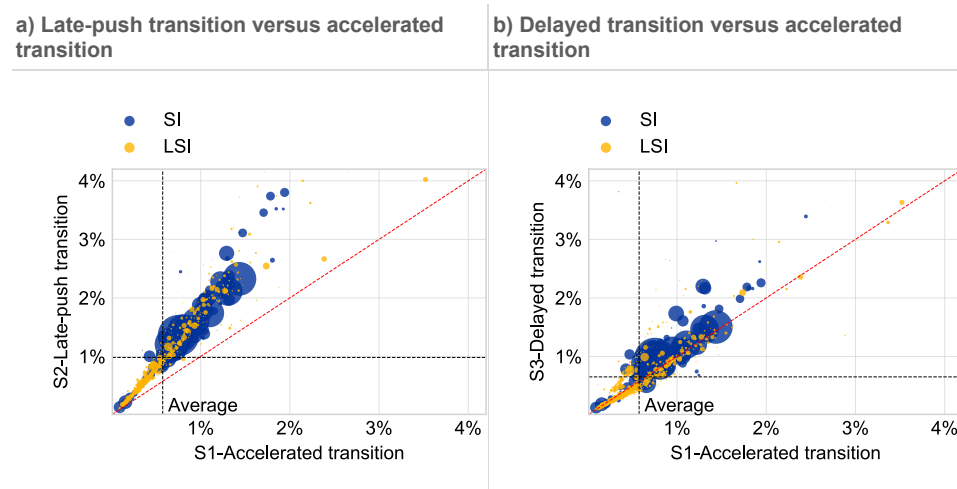 a) Late-push transition versus accelerated
transition
SI
LSI
4%
3%
2%
1%
S2-Late-push transition
Average
1%
2%
3%
4%
S1-Accelerated transition
b) Delayed transition versus accelerated
transition
SI
LSI
4%
3%
2%
1%
S3-Delayed transition
Average
1%
2%
3%
4%
S1-Accelerated transition